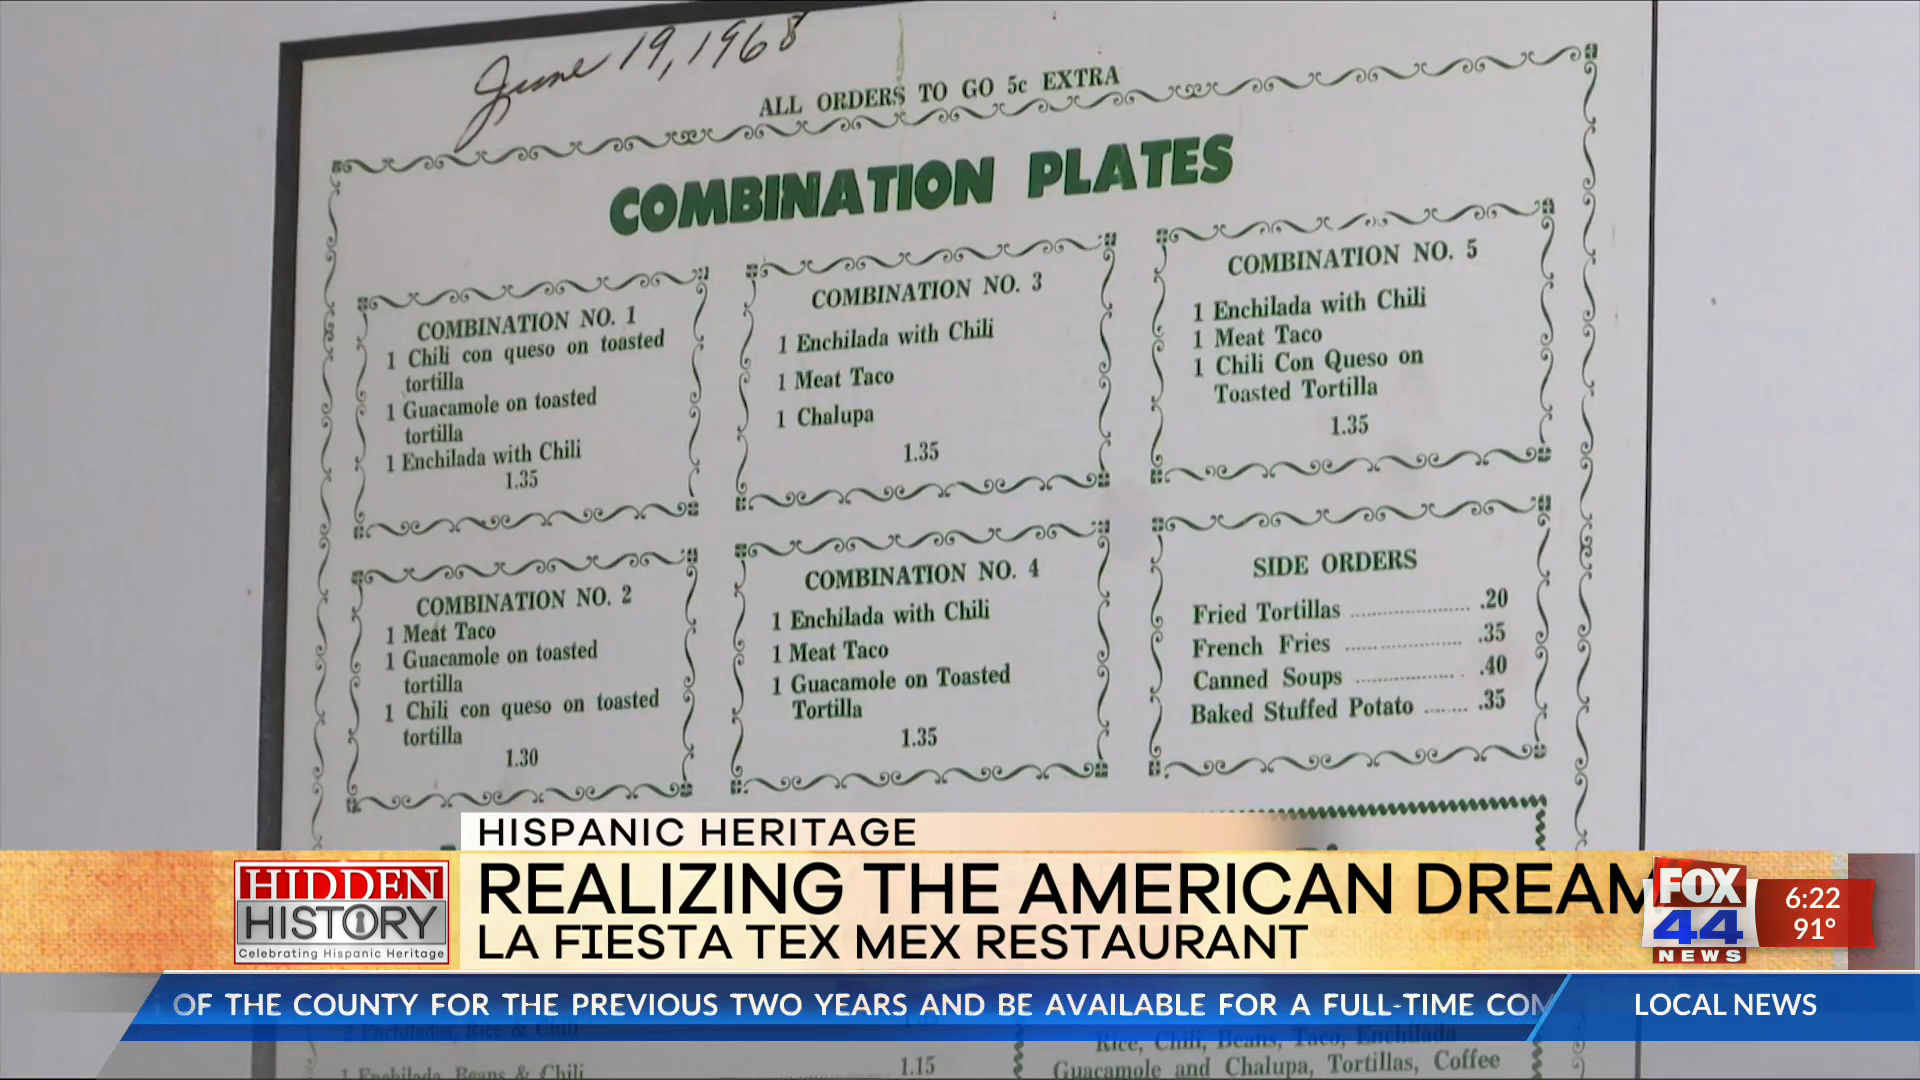 June 19, 1968
ALL ORDERS TO GO 5c EXTRA
COMBINATION PLATES
COMBINATION NO. 1
1 Chili con queso on toasted
tortilla
1 Guacamole on toasted
tortilla
1 Enchilada with Chili
1.35
COMBINATION NO. 2
1 Meat Taco
1 Guacamole on toasted
tortilla
1 Chili con queso on toasted
tortilla
1.30
COMBINATION NO. 3
1 Enchilada with Chili
1 Meat Taco
1 Chalupa
1.35
COMBINATION NO. 4
1 Enchilada with Chili
1 Meat Taco
1 Guacamole on Toasted
Tortilla
1.35
COMBINATION NO. 5
1 Enchilada with Chili
1 Meat Taco
1 Chili Con Queso on
Toasted Tortilla
1.35
SIDE ORDERS
Fried Tortillas .20
French Fries .35
Canned Soups .40
Baked Stuffed Potato .35
HISPANIC HERITAGE
REALIZING THE AMERICAN DREAM
LA FIESTA TEX MEX RESTAURANT
HIDDEN
HISTORY
Celebrating Hispanic Heritage
FOX
44
NEWS
6:22
91°
OF THE COUNTY FOR THE PREVIOUS TWO YEARS AND BE AVAILABLE FOR A FULL-TIME COM
LOCAL NEWS
2 Enchiladas, Rice & Chili
1 Enchilada, Beans & Chili 1.15
Rice, Chili, Beans, Taco, Enchilada
Guacamole and Chalupa, Tortillas, Coffee